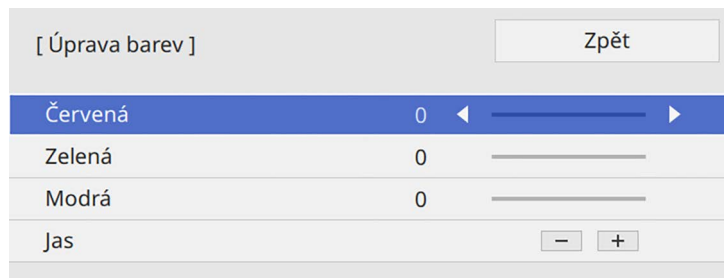 [ Úprava barev ]
Zpět
Červená 0
Zelená 0
Modrá 0
Jas − +